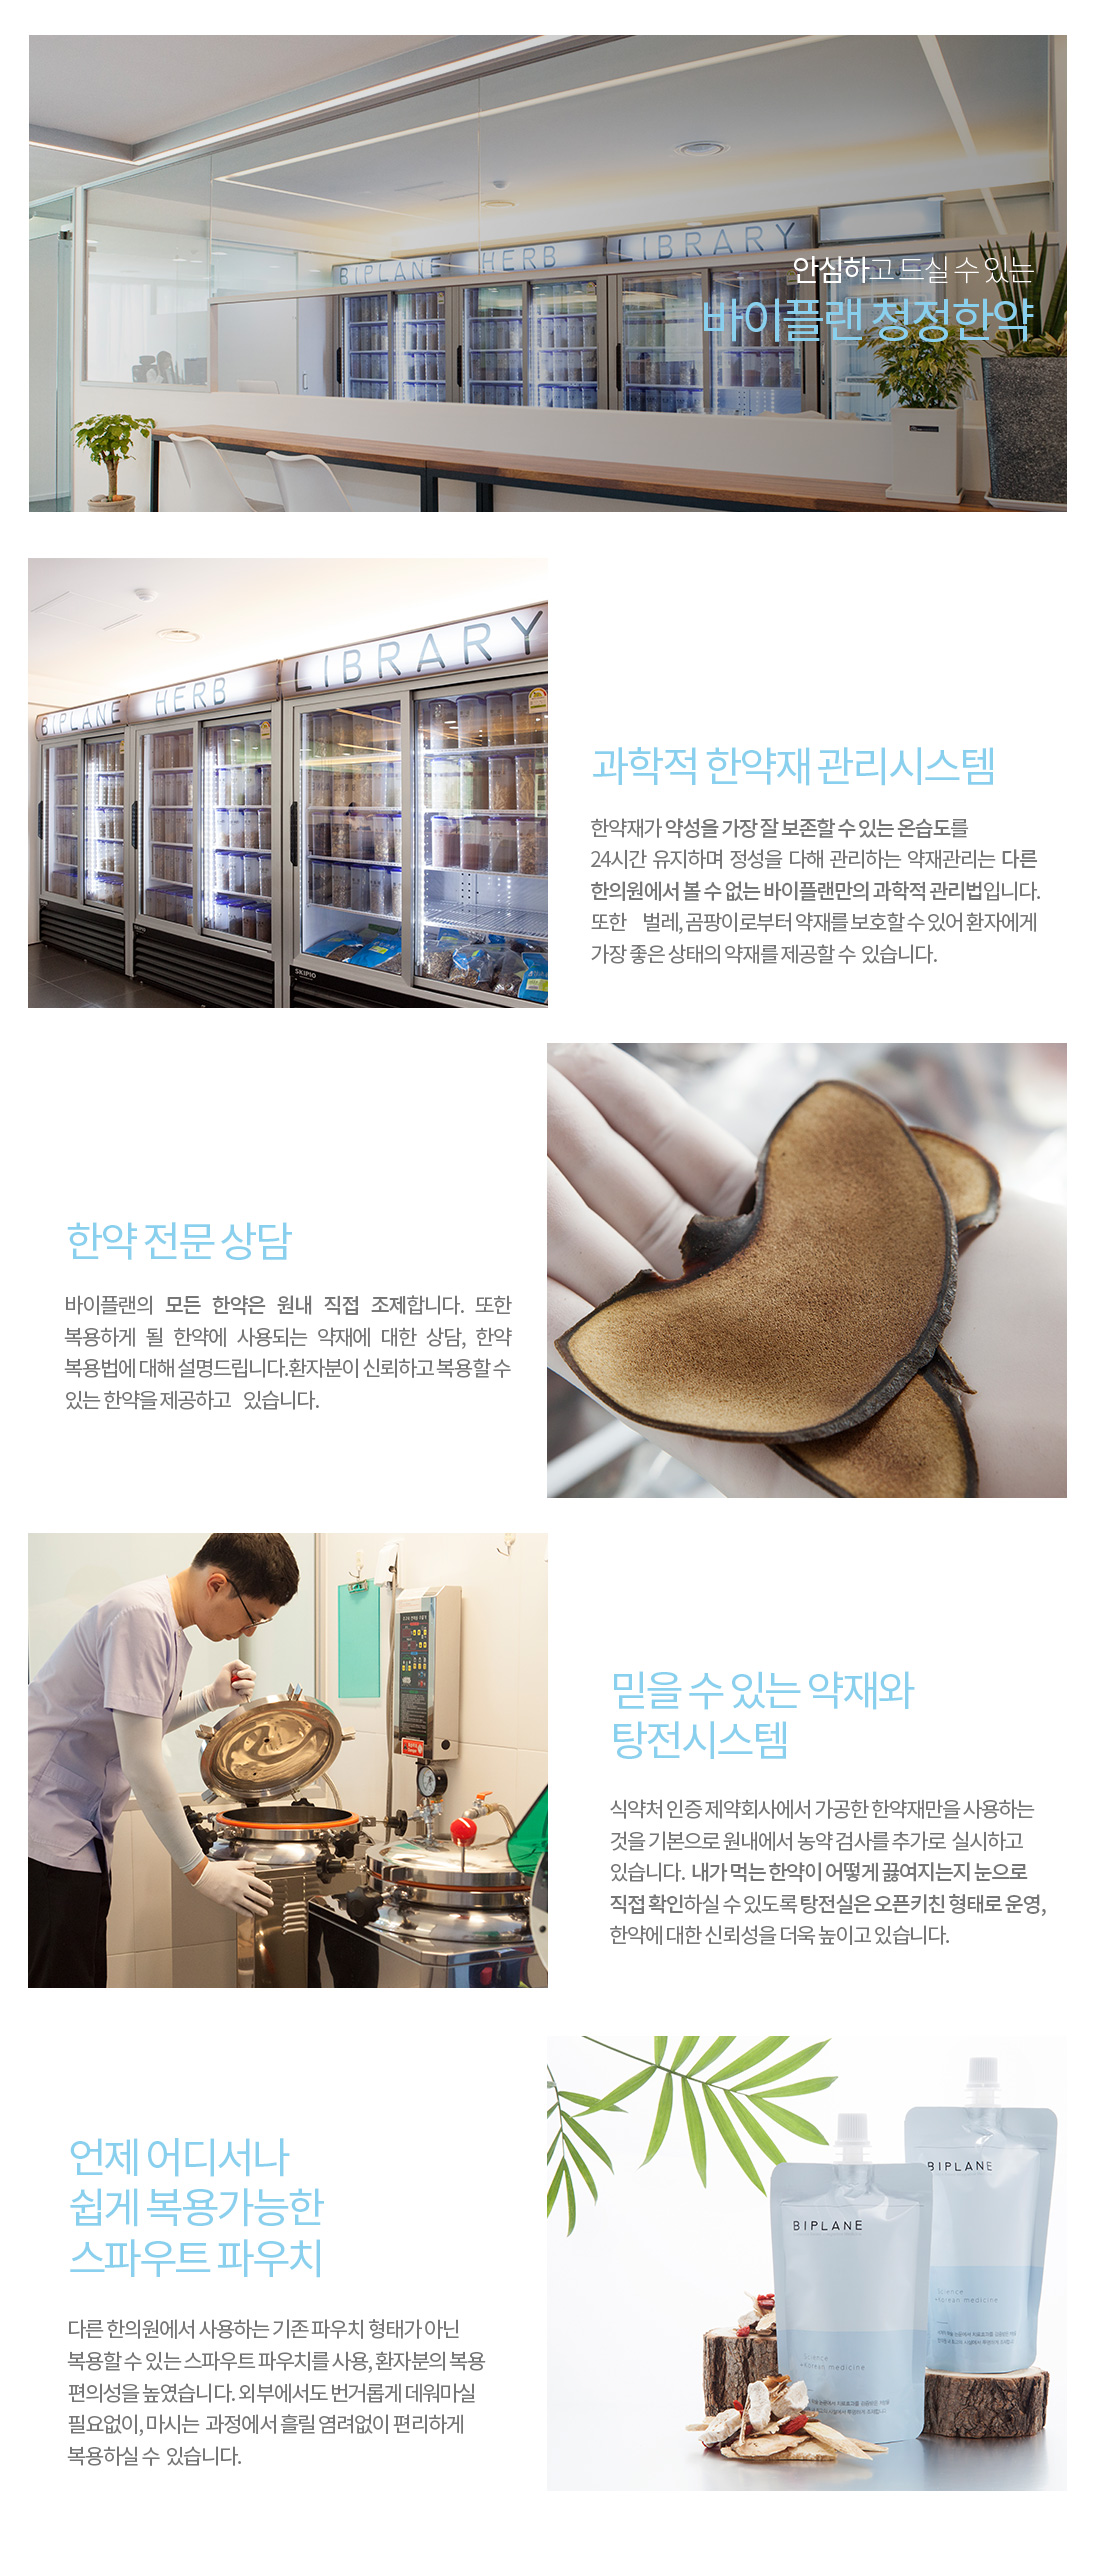 BIPLANE HERB LIBRARY
안심하고 드실 수 있는
바이플랜 청정한약
BIPLANE HERB LIBRARY
SKIPIO
과학적 한약재 관리시스템
한약재가 약성을 가장 잘 보존할 수 있는 온습도를
24시간 유지하며 정성을 다해 관리하는 약재관리는 다른
한의원에서 볼 수 없는 바이플랜만의 과학적 관리법입니다.
또한 벌레, 곰팡이로부터 약재를 보호할 수 있어 환자에게
가장 좋은 상태의 약재를 제공할 수 있습니다.
한약 전문 상담
바이플랜의 모든 한약은 원내 직접 조제합니다. 또한
복용하게 될 한약에 사용되는 약재에 대한 상담, 한약
복용법에 대해 설명드립니다.환자분이 신뢰하고 복용할 수
있는 한약을 제공하고 있습니다.
믿을 수 있는 약재와
탕전시스템
식약처 인증 제약회사에서 가공한 한약재만을 사용하는
것을 기본으로 원내에서 농약 검사를 추가로 실시하고
있습니다. 내가 먹는 한약이 어떻게 끓여지는지 눈으로
직접 확인하실 수 있도록 탕전실은 오픈키친 형태로 운영,
한약에 대한 신뢰성을 더욱 높이고 있습니다.
언제 어디서나
쉽게 복용가능한
스파우트 파우치
다른 한의원에서 사용하는 기존 파우치 형태가 아닌
복용할 수 있는 스파우트 파우치를 사용, 환자분의 복용
편의성을 높였습니다. 외부에서도 번거롭게 데워마실
필요없이, 마시는 과정에서 흘릴 염려없이 편리하게
복용하실 수 있습니다.
BIPLANE
BIPLANE
Science
+Korean medicine
Science
+Korean medicine